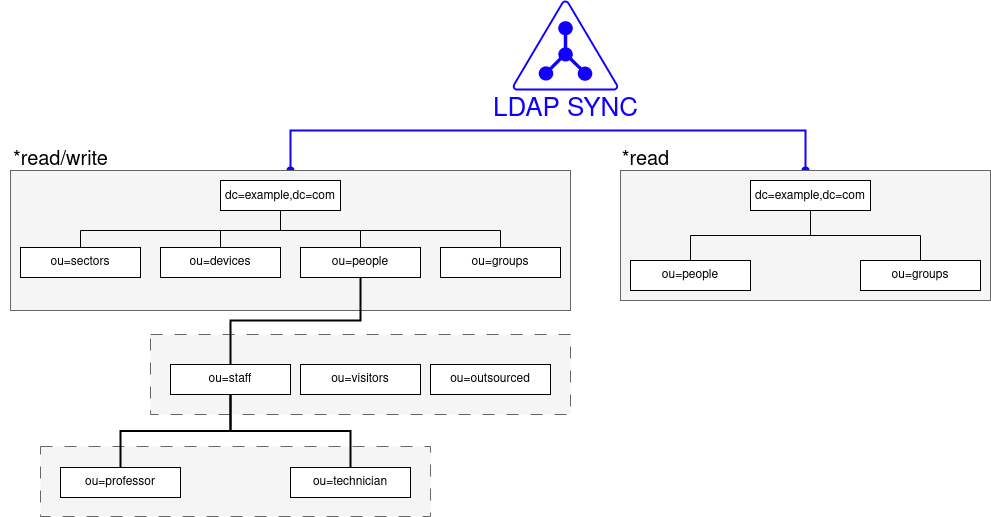 LDAP SYNC
*read/write
*read
dc=example,dc=com
dc=example,dc=com
ou=sectors
ou=devices
ou=people
ou=groups
ou=people
ou=groups
ou=staff
ou=visitors
ou=outsourced
ou=professor
ou=technician